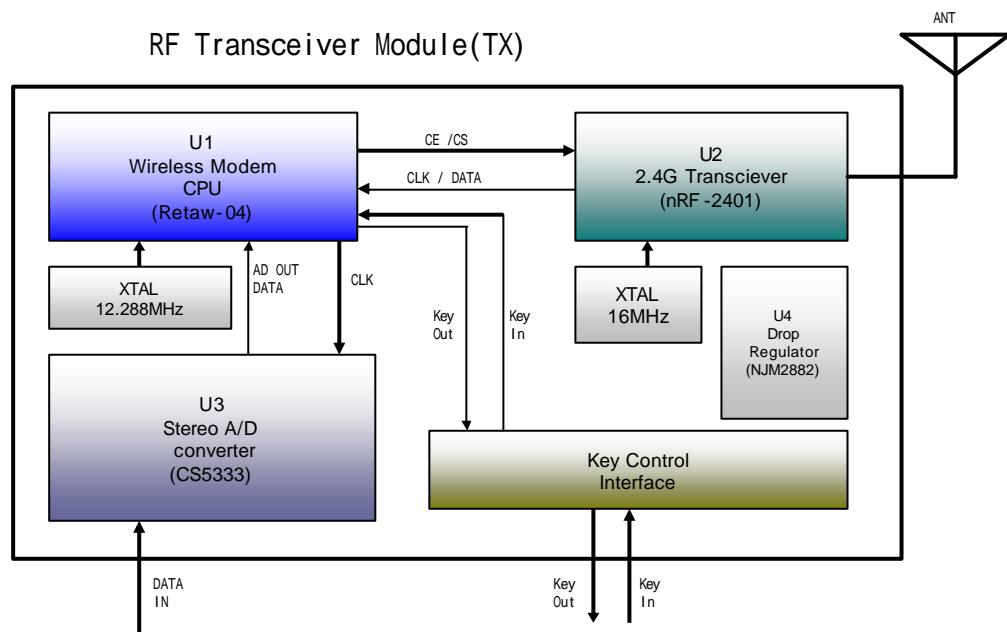 ANT
RF Transceiver Module(TX)
U1
Wireless Modem
CPU
(Retaw-04)
CE /CS
CLK / DATA
U2
2.4G Transciever
(nRF-2401)
XTAL
12.288MHz
AD OUT
DATA
CLK
Key
Out
Key
In
XTAL
16MHz
U4
Drop
Regulator
(NJM2882)
U3
Stereo A/D
converter
(CS5333)
Key Control
Interface
DATA
IN
Key
Out
Key
In